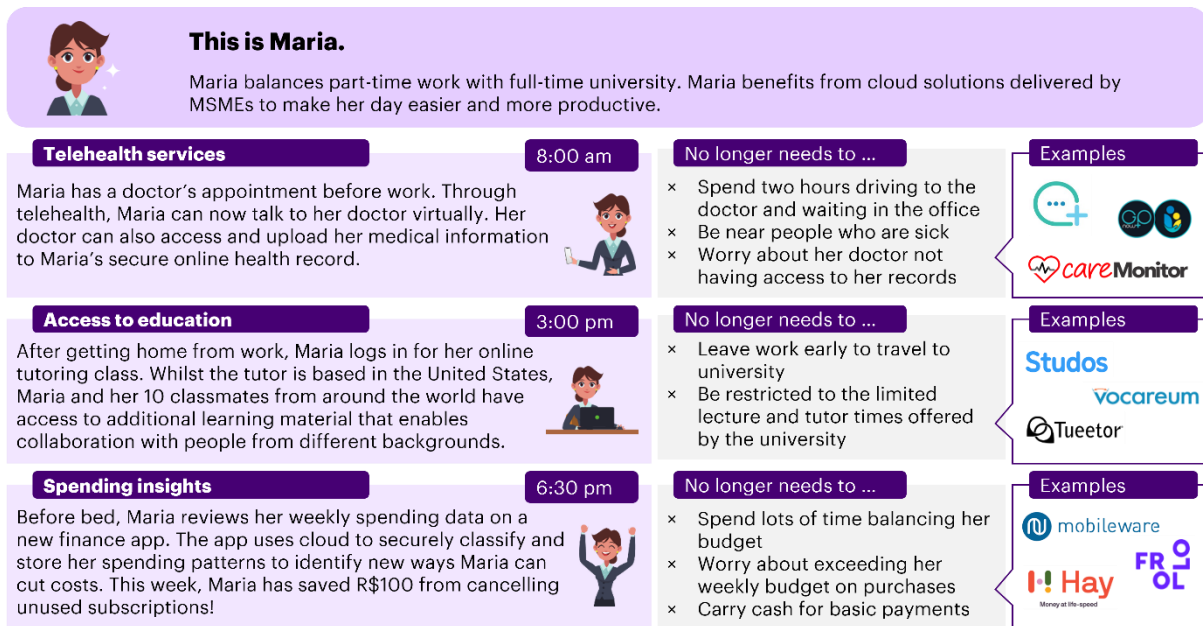 This is Maria.
Maria balances part-time work with full-time university. Maria benefits from cloud solutions delivered by
MSMEs to make her day easier and more productive.
Telehealth services
8:00 am
Maria has a doctor's appointment before work. Through
telehealth, Maria can now talk to her doctor virtually. Her
doctor can also access and upload her medical information
to Maria's secure online health record.
No longer needs to ...
× Spend two hours driving to the
doctor and waiting in the office
× Be near people who are sick
× Worry about her doctor not
having access to her records
Examples
GP
now
careMonitor
Access to education
3:00 pm
After getting home from work, Maria logs in for her online
tutoring class. Whilst the tutor is based in the United States,
Maria and her 10 classmates from around the world have
access to additional learning material that enables
collaboration with people from different backgrounds.
No longer needs to ...
× Leave work early to travel to
university
× Be restricted to the limited
lecture and tutor times offered
by the university
Examples
Studos
vocareum
Tueetor
Spending insights
6:30 pm
Before bed, Maria reviews her weekly spending data on a
new finance app. The app uses cloud to securely classify and
store her spending patterns to identify new ways Maria can
cut costs. This week, Maria has saved R$100 from cancelling
unused subscriptions!
No longer needs to ...
× Spend lots of time balancing her
budget
× Worry about exceeding her
weekly budget on purchases
× Carry cash for basic payments
Examples
mobileware
FROLLO
Hay
Money at life-speed